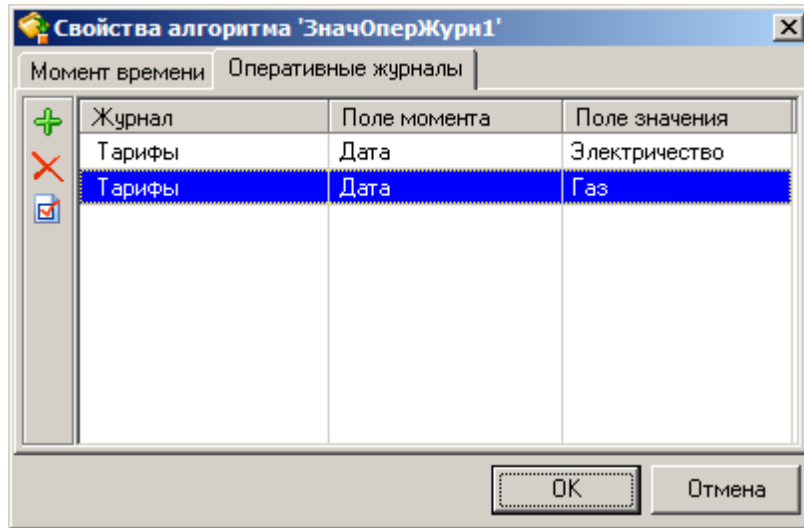 Свойства алгоритма 'ЗначОперЖурн1'
Момент времени Оперативные журналы
Журнал Поле момента Поле значения
Тарифы Дата Электричество
Тарифы Дата Газ
OK Отмена